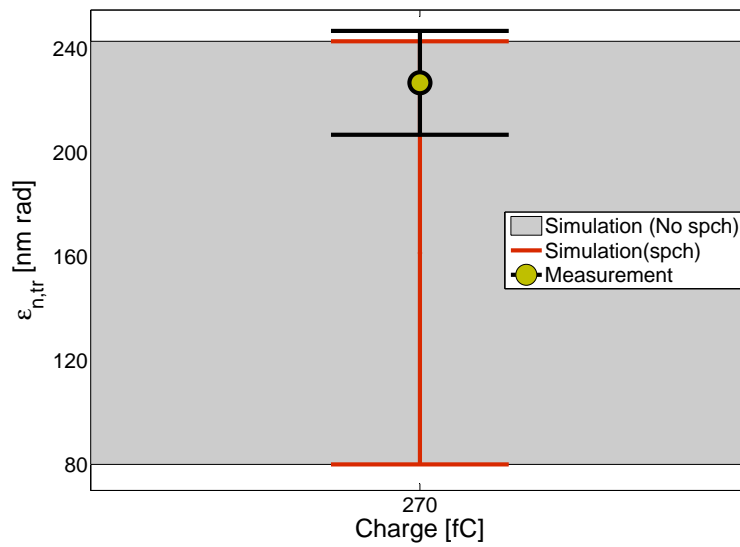 240
200
160
120
80
ε_n,tr [nm rad]
Simulation (No spch)
Simulation(spch)
Measurement
270
Charge [fC]